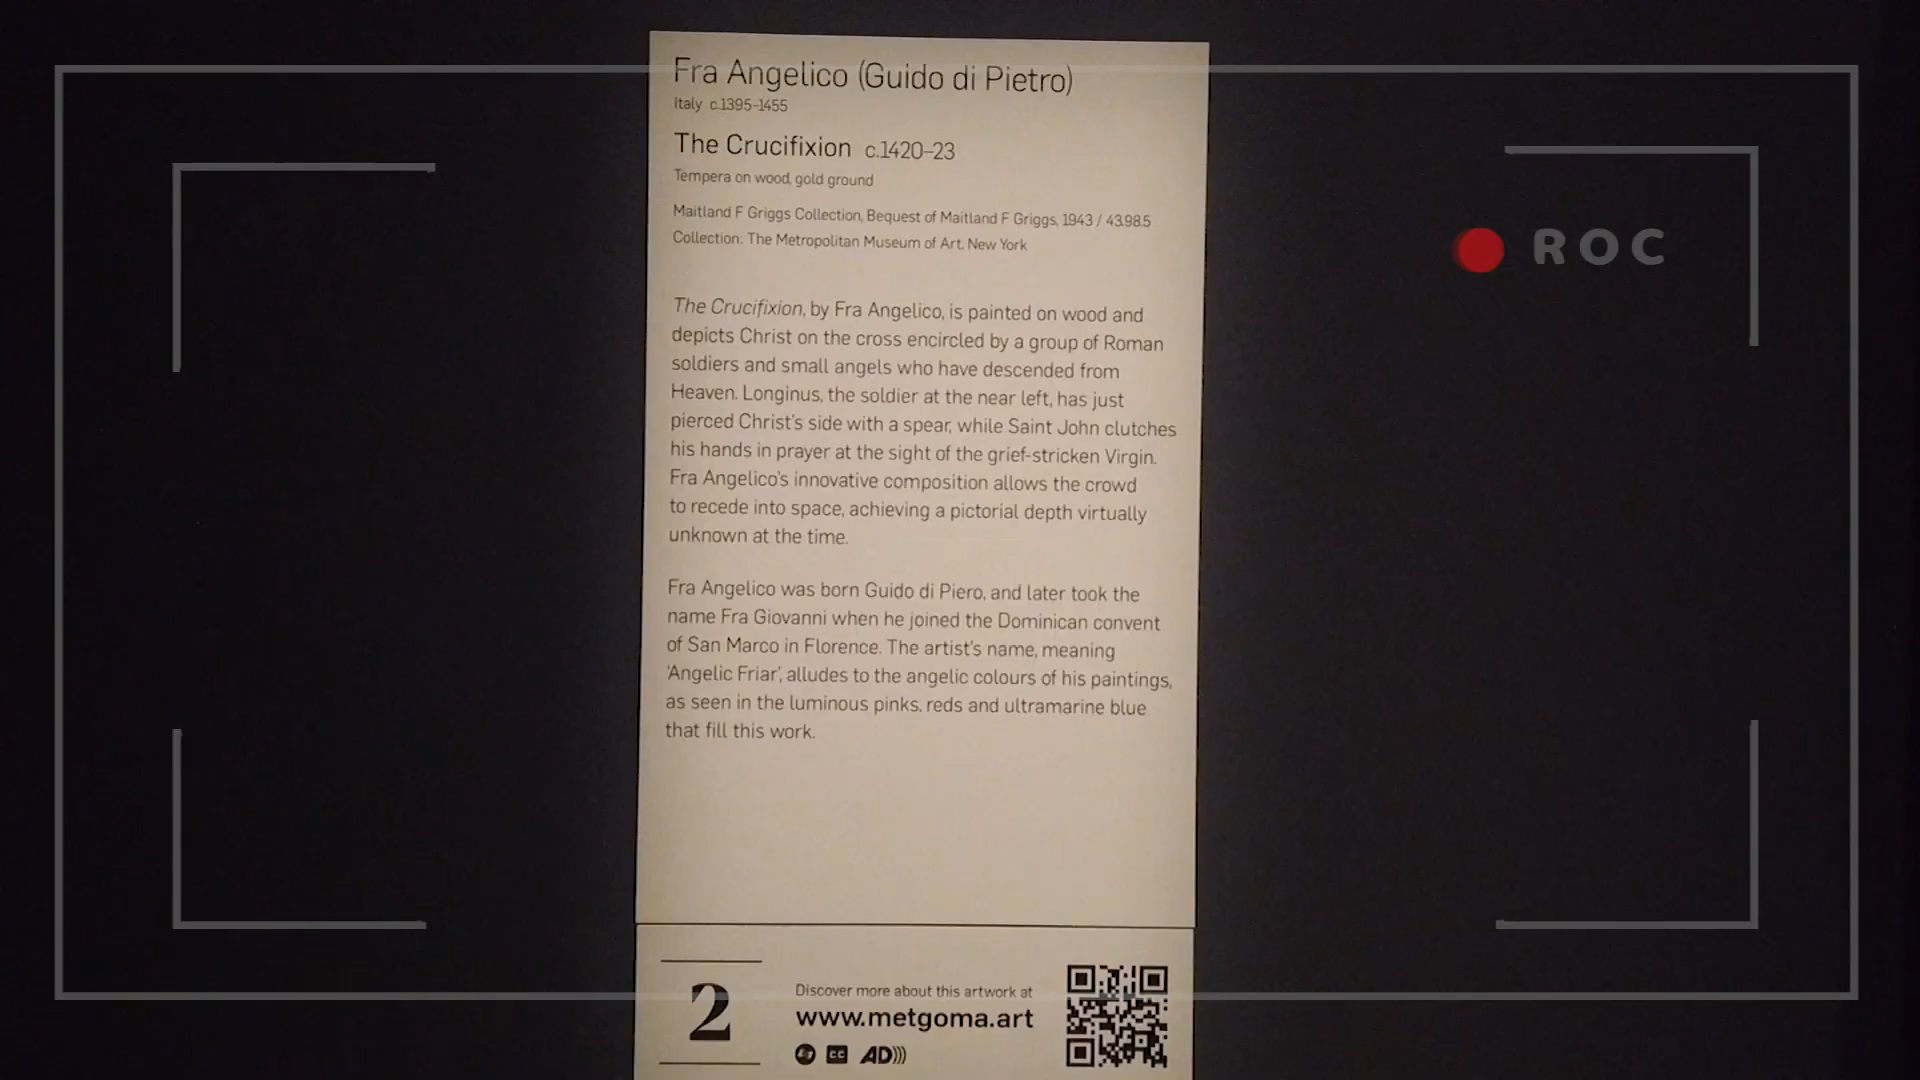 Fra Angelico (Guido di Pietro)
Italy c.1395–1455
The Crucifixion c.1420–23
Tempera on wood, gold ground
Maitland F Griggs Collection, Bequest of Maitland F Griggs, 1943 / 43.98.5
Collection: The Metropolitan Museum of Art, New York
ROC
The Crucifixion, by Fra Angelico, is painted on wood and
depicts Christ on the cross encircled by a group of Roman
soldiers and small angels who have descended from
Heaven. Longinus, the soldier at the near left, has just
pierced Christ's side with a spear, while Saint John clutches
his hands in prayer at the sight of the grief-stricken Virgin.
Fra Angelico's innovative composition allows the crowd
to recede into space, achieving a pictorial depth virtually
unknown at the time.
Fra Angelico was born Guido di Piero, and later took the
name Fra Giovanni when he joined the Dominican convent
of San Marco in Florence. The artist's name, meaning
'Angelic Friar', alludes to the angelic colours of his paintings,
as seen in the luminous pinks, reds and ultramarine blue
that fill this work.
2
Discover more about this artwork at
www.metgoma.art
CC AD)))